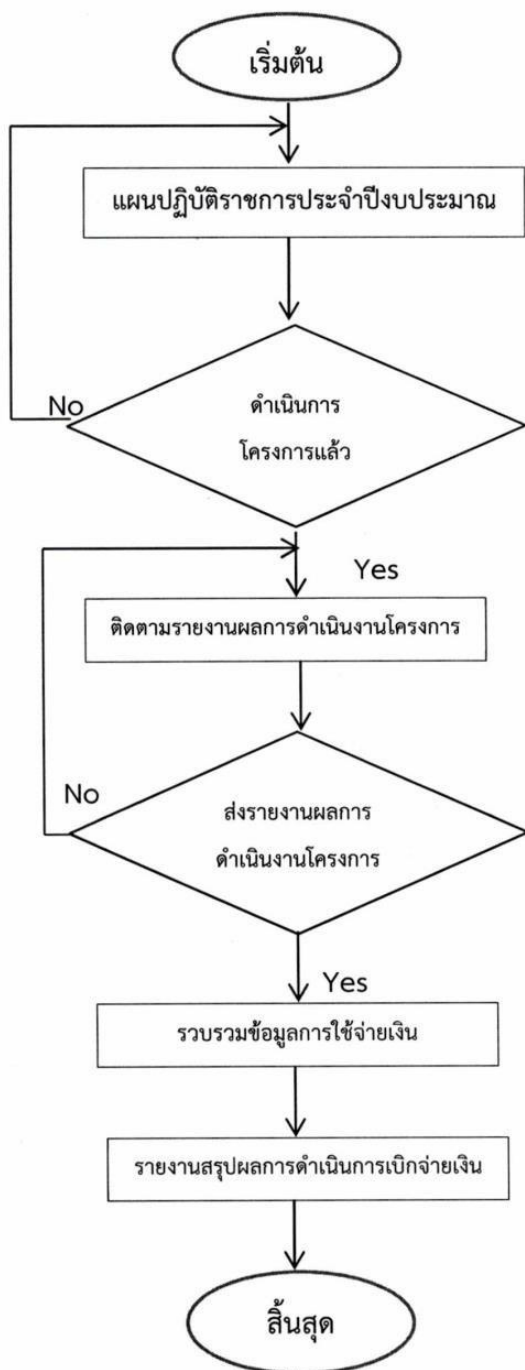 เริ่มต้น
แผนปฏิบัติราชการประจำปีงบประมาณ
No
ดำเนินการ
โครงการแล้ว
Yes
ติดตามรายงานผลการดำเนินงานโครงการ
No
ส่งรายงานผลการ
ดำเนินงานโครงการ
Yes
รวบรวมข้อมูลการใช้จ่ายเงิน
รายงานสรุปผลการดำเนินการเบิกจ่ายเงิน
สิ้นสุด